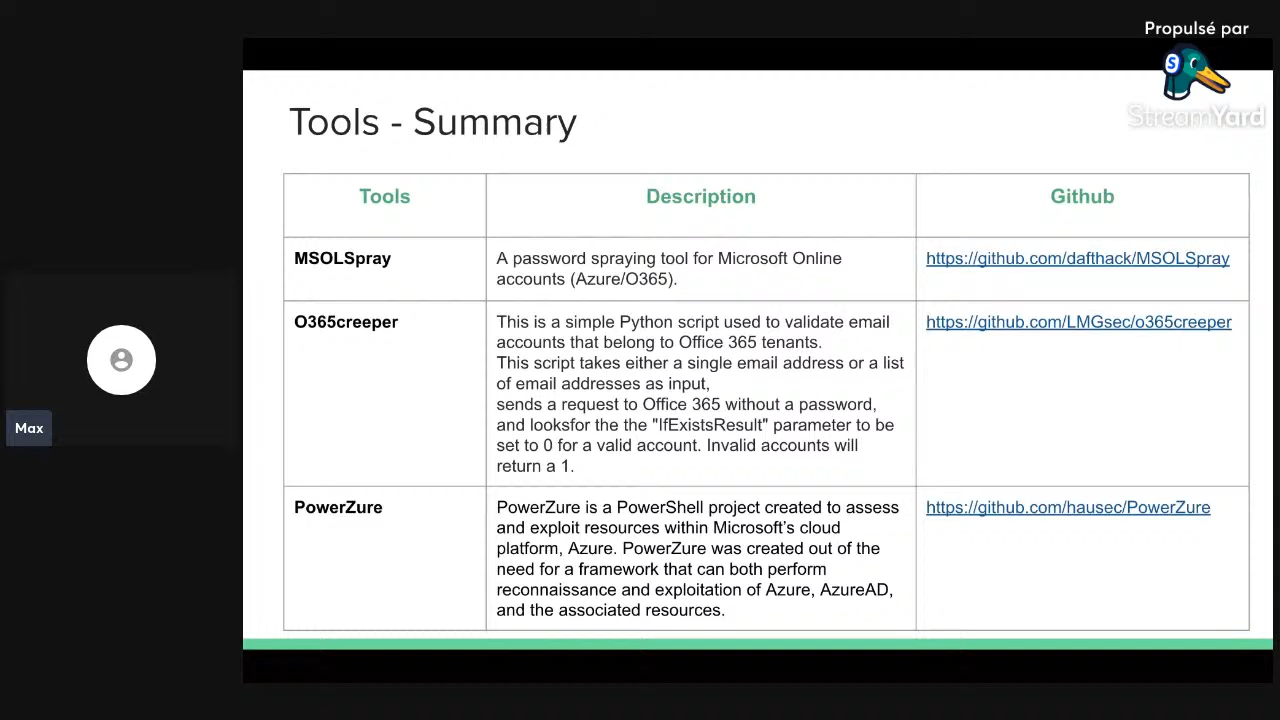 Propulsé par
StreamYard
Tools - Summary
Tools
Description
Github
MSOLSpray
A password spraying tool for Microsoft Online
accounts (Azure/O365).
https://github.com/dafthack/MSOLSpray
O365creeper
This is a simple Python script used to validate email
accounts that belong to Office 365 tenants.
This script takes either a single email address or a list
of email addresses as input,
sends a request to Office 365 without a password,
and looksfor the the "IfExistsResult" parameter to be
set to 0 for a valid account. Invalid accounts will
return a 1.
https://github.com/LMGsec/o365creeper
PowerZure
PowerZure is a PowerShell project created to assess
and exploit resources within Microsoft’s cloud
platform, Azure. PowerZure was created out of the
need for a framework that can both perform
reconnaissance and exploitation of Azure, AzureAD,
and the associated resources.
https://github.com/hausec/PowerZure
Max